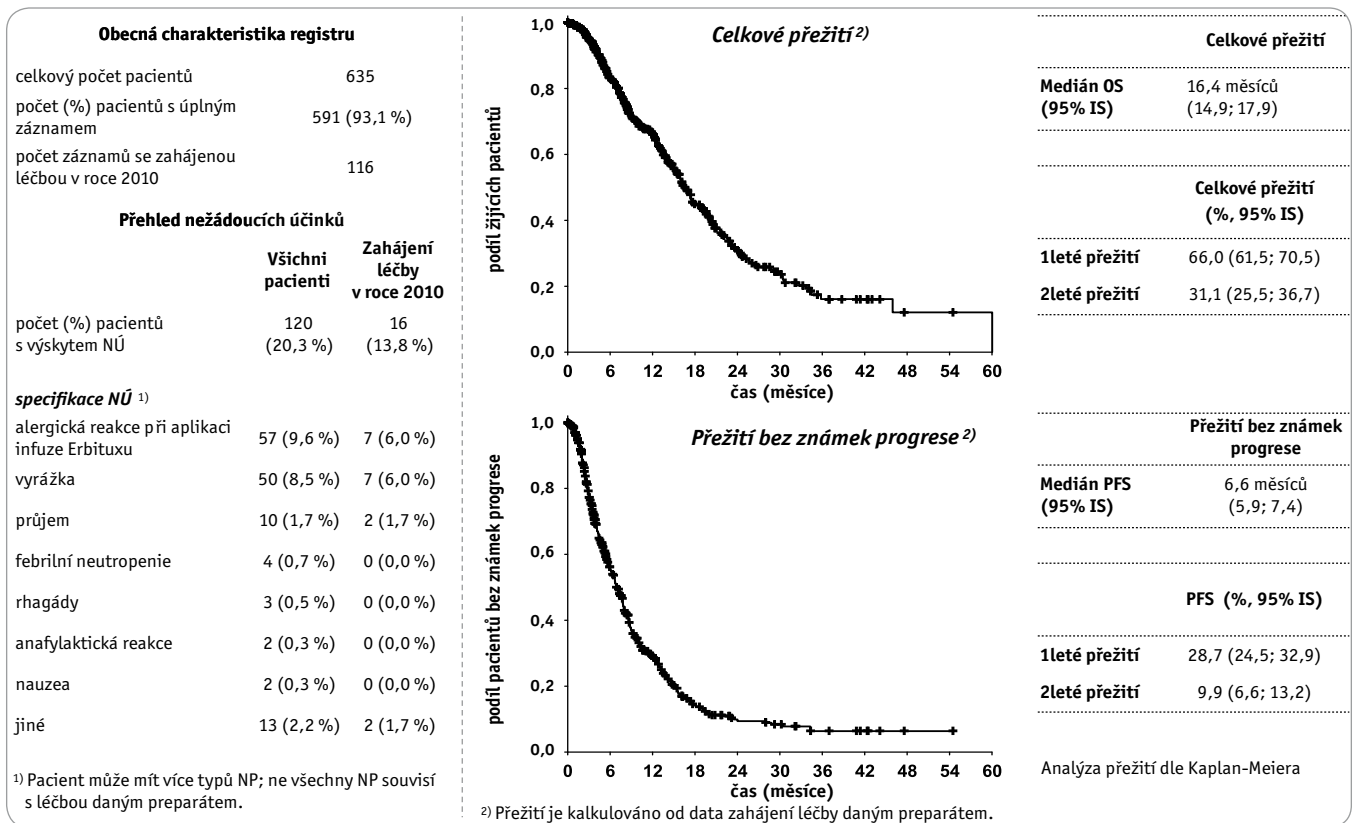 Obecná charakteristika registru
celkový počet pacientů 635
počet (%) pacientů s úplným
záznamem 591 (93,1 %)
počet záznamů se zahájenou
léčbou v roce 2010 116
Přehled nežádoucích účinků
Všichni
pacienti
Zahájení
léčby
v roce 2010
počet (%) pacientů 120 16
s výskytem NÚ (20,3 %) (13,8 %)
specifikace NÚ 1)
alergická reakce při aplikaci
infuze Erbituxu 57 (9,6 %) 7 (6,0 %)
vyrážka 50 (8,5 %) 7 (6,0 %)
průjem 10 (1,7 %) 2 (1,7 %)
febrilní neutropenie 4 (0,7 %) 0 (0,0 %)
rhagády 3 (0,5 %) 0 (0,0 %)
anafylaktická reakce 2 (0,3 %) 0 (0,0 %)
nauzea 2 (0,3 %) 0 (0,0 %)
jiné 13 (2,2 %) 2 (1,7 %)
1) Pacient může mít více typů NP; ne všechny NP souvisí
s léčbou daným preparátem.
Celkové přežití 2)
podíl žijících pacientů
1,0
0,8
0,6
0,4
0,2
0,0
0 6 12 18 24 30 36 42 48 54 60
čas (měsíce)
Přežití bez známek progrese 2)
podíl pacientů bez známek progrese
1,0
0,8
0,6
0,4
0,2
0,0
0 6 12 18 24 30 36 42 48 54 60
čas (měsíce)
2) Přežití je kalkulováno od data zahájení léčby daným preparátem.
Celkové přežití
Medián OS 16,4 měsíců
(95% IS) (14,9; 17,9)
Celkové přežití
(%, 95% IS)
1leté přežití 66,0 (61,5; 70,5)
2leté přežití 31,1 (25,5; 36,7)
Přežití bez známek
progrese
Medián PFS 6,6 měsíců
(95% IS) (5,9; 7,4)
PFS (%, 95% IS)
1leté přežití 28,7 (24,5; 32,9)
2leté přežití 9,9 (6,6; 13,2)
Analýza přežití dle Kaplan-Meiera